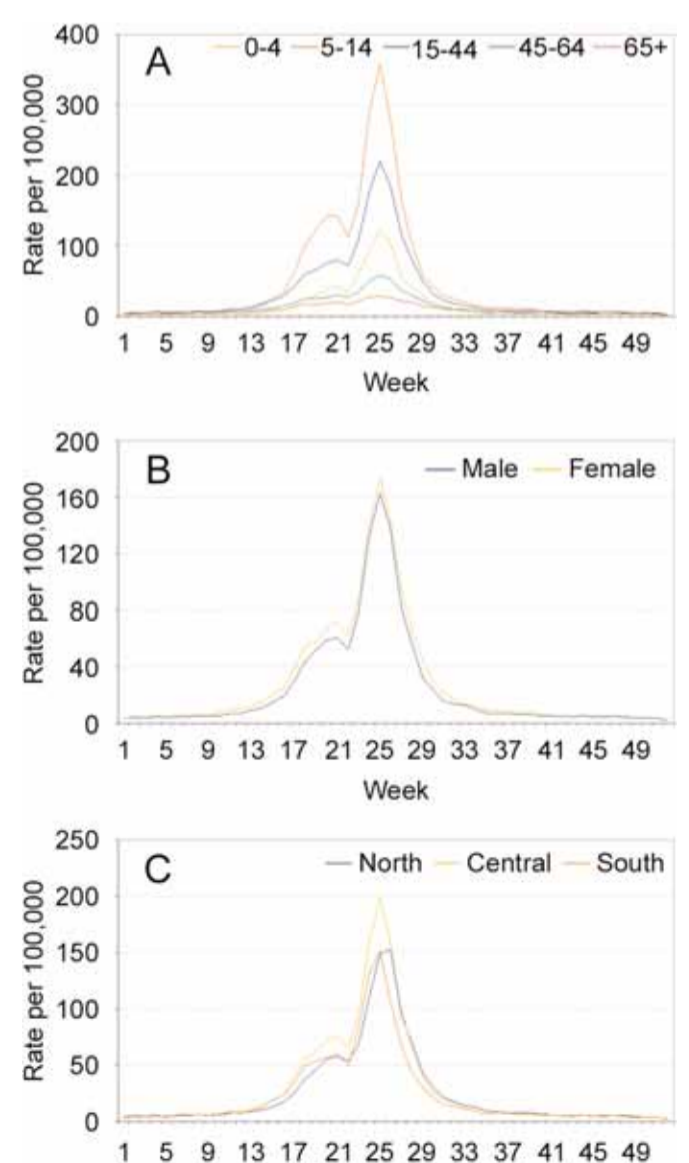 400
A
0-4 5-14 15-44 45-64 65+
300
200
100
0
Rate per 100,000
1 5 9 13 17 21 25 29 33 37 41 45 49
Week
200
B
Male Female
160
120
80
40
0
Rate per 100,000
1 5 9 13 17 21 25 29 33 37 41 45 49
Week
250
C
North Central South
200
150
100
50
0
Rate per 100,000
1 5 9 13 17 21 25 29 33 37 41 45 49